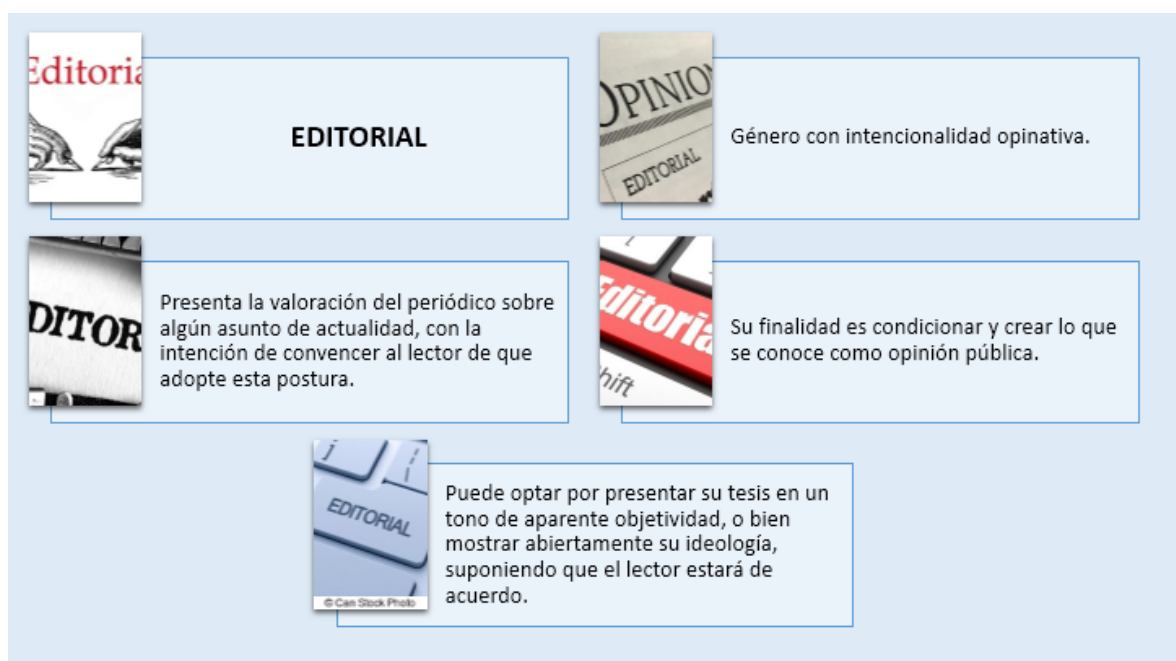 Editoria
EDITORIAL
OPINION
EDITORIAL
Género con intencionalidad opinativa.
DITOR
Presenta la valoración del periódico sobre
algún asunto de actualidad, con la
intención de convencer al lector de que
adopte esta postura.
Editoria
Shift
Su finalidad es condicionar y crear lo que
se conoce como opinión pública.
EDITORIAL
© Can Stock Photo
Puede optar por presentar su tesis en un
tono de aparente objetividad, o bien
mostrar abiertamente su ideología,
suponiendo que el lector estará de
acuerdo.